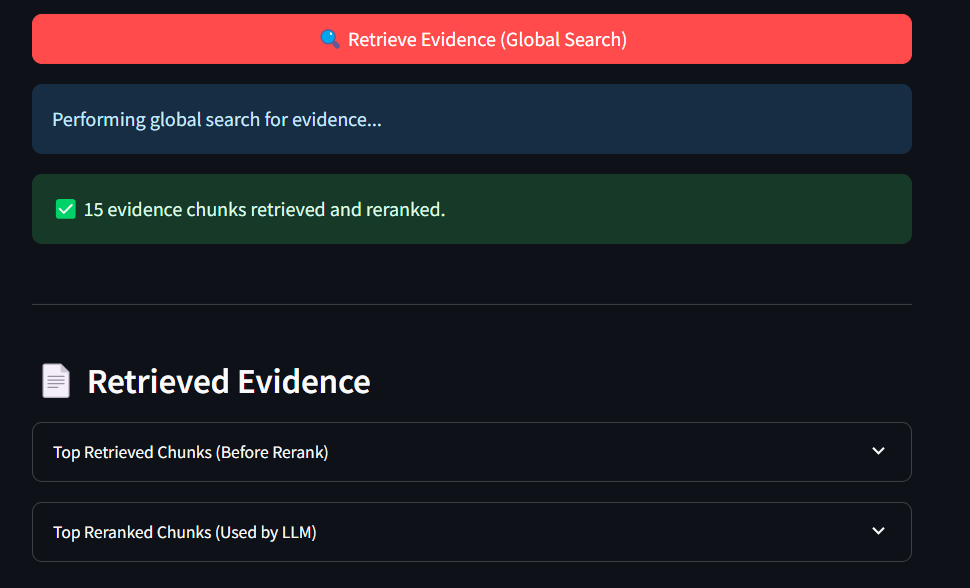 🔍 Retrieve Evidence (Global Search)
Performing global search for evidence...
✅ 15 evidence chunks retrieved and reranked.
📄 Retrieved Evidence
Top Retrieved Chunks (Before Rerank)
Top Reranked Chunks (Used by LLM)